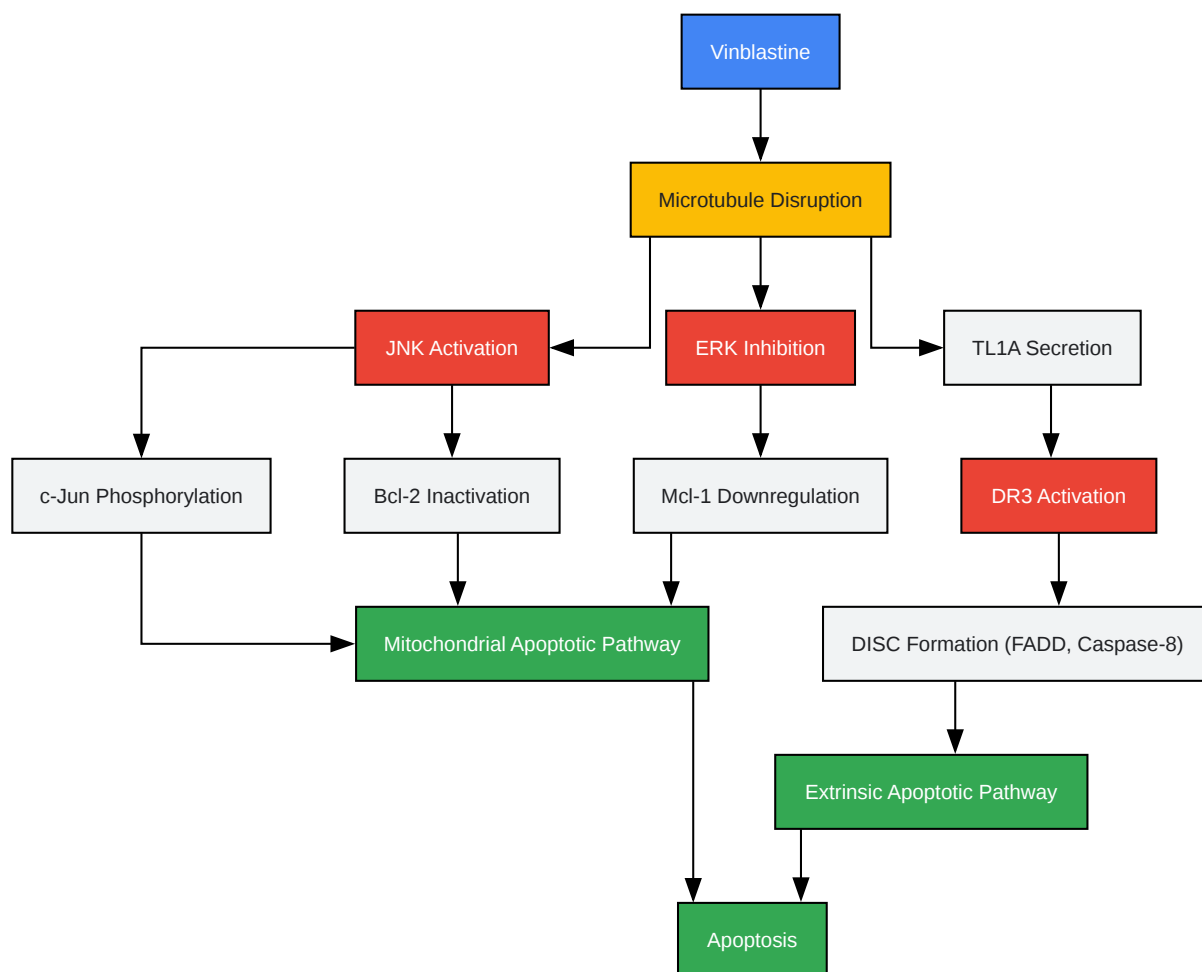 Vinblastine
Microtubule Disruption
JNK Activation
ERK Inhibition
TL1A Secretion
c-Jun Phosphorylation
Bcl-2 Inactivation
Mcl-1 Downregulation
DR3 Activation
Mitochondrial Apoptotic Pathway
DISC Formation (FADD, Caspase-8)
Extrinsic Apoptotic Pathway
Apoptosis